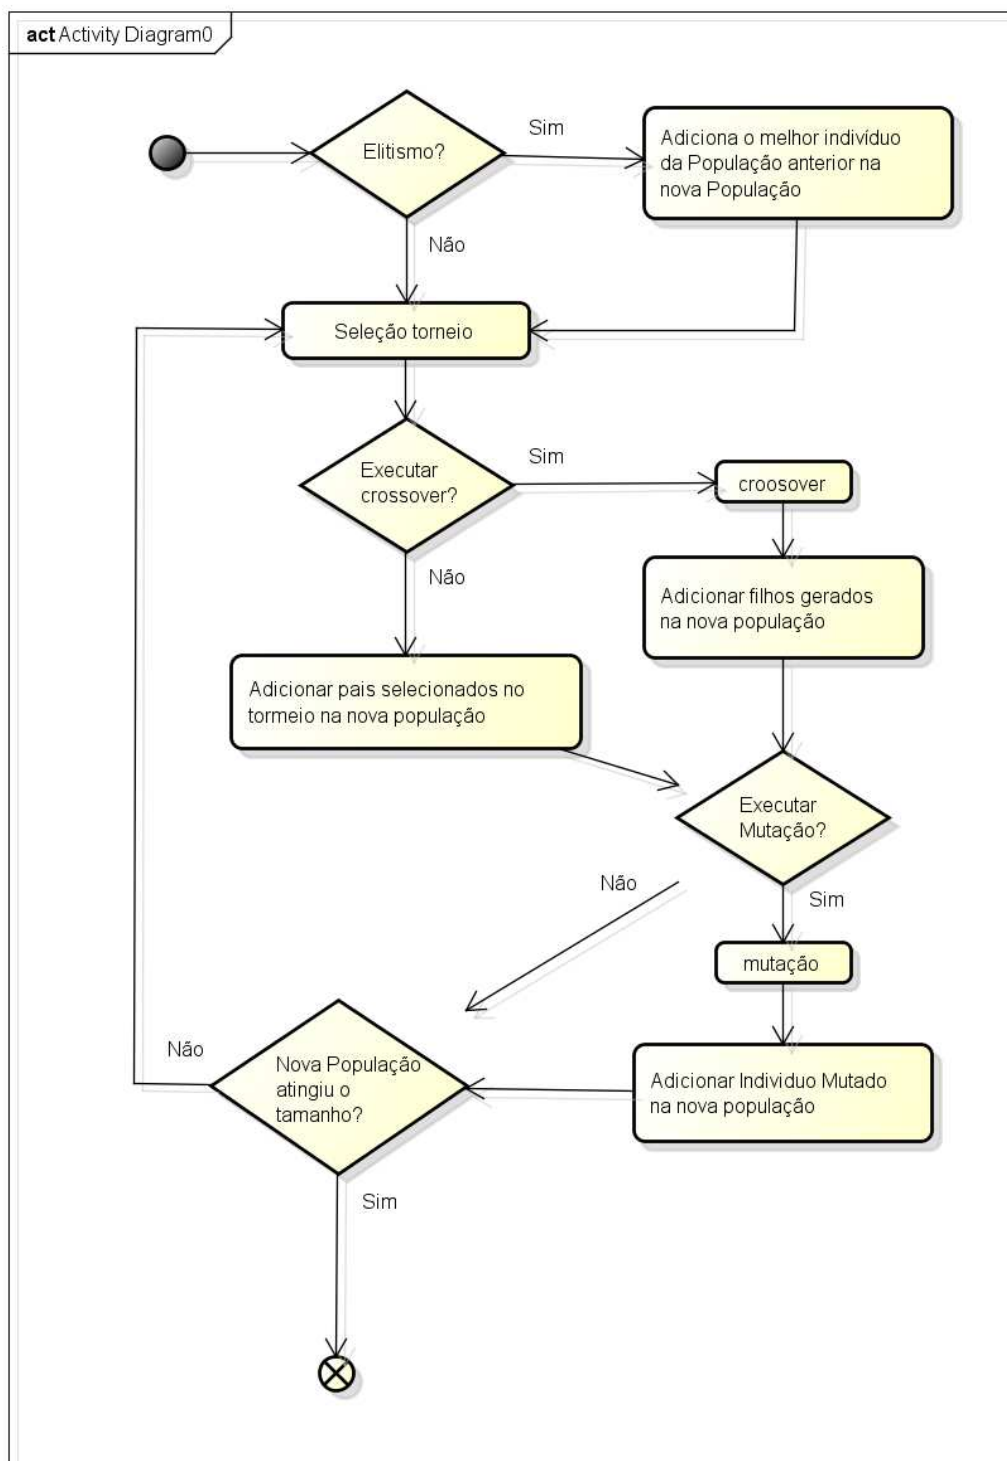 act Activity Diagram0
Elitismo?
Sim
Adiciona o melhor indivíduo
da População anterior na
nova População
Não
Seleção torneio
Executar
crossover?
Sim
croosover
Não
Adicionar filhos gerados
na nova população
Adicionar pais selecionados no
tormeio na nova população
Executar
Mutação?
Não
Sim
mutação
Não
Nova População
atingiu o
tamanho?
Adicionar Individuo Mutado
na nova população
Sim